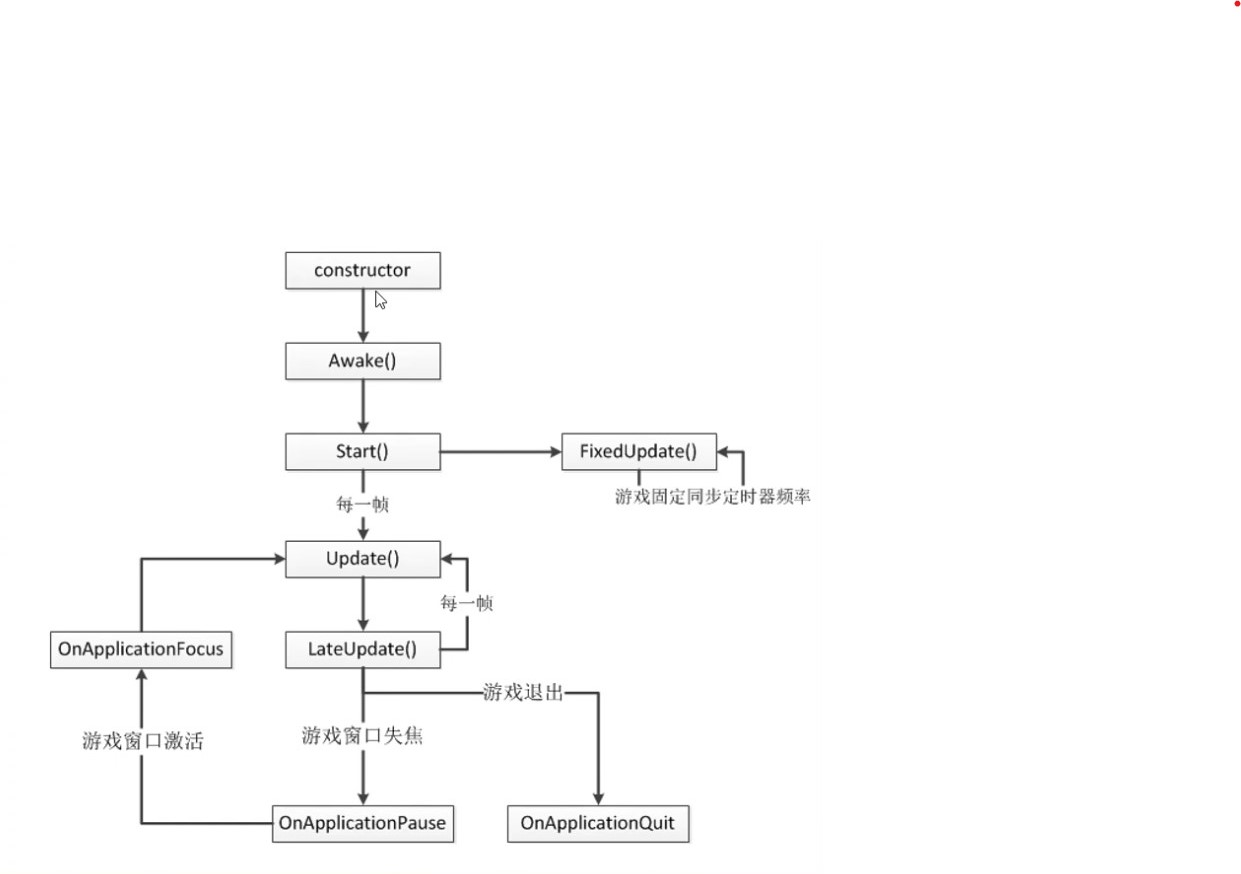 constructor
Awake()
Start()
FixedUpdate()
游戏固定同步定时器频率
每一帧
Update()
每一帧
OnApplicationFocus
LateUpdate()
游戏退出
游戏窗口激活
游戏窗口失焦
OnApplicationPause
OnApplicationQuit